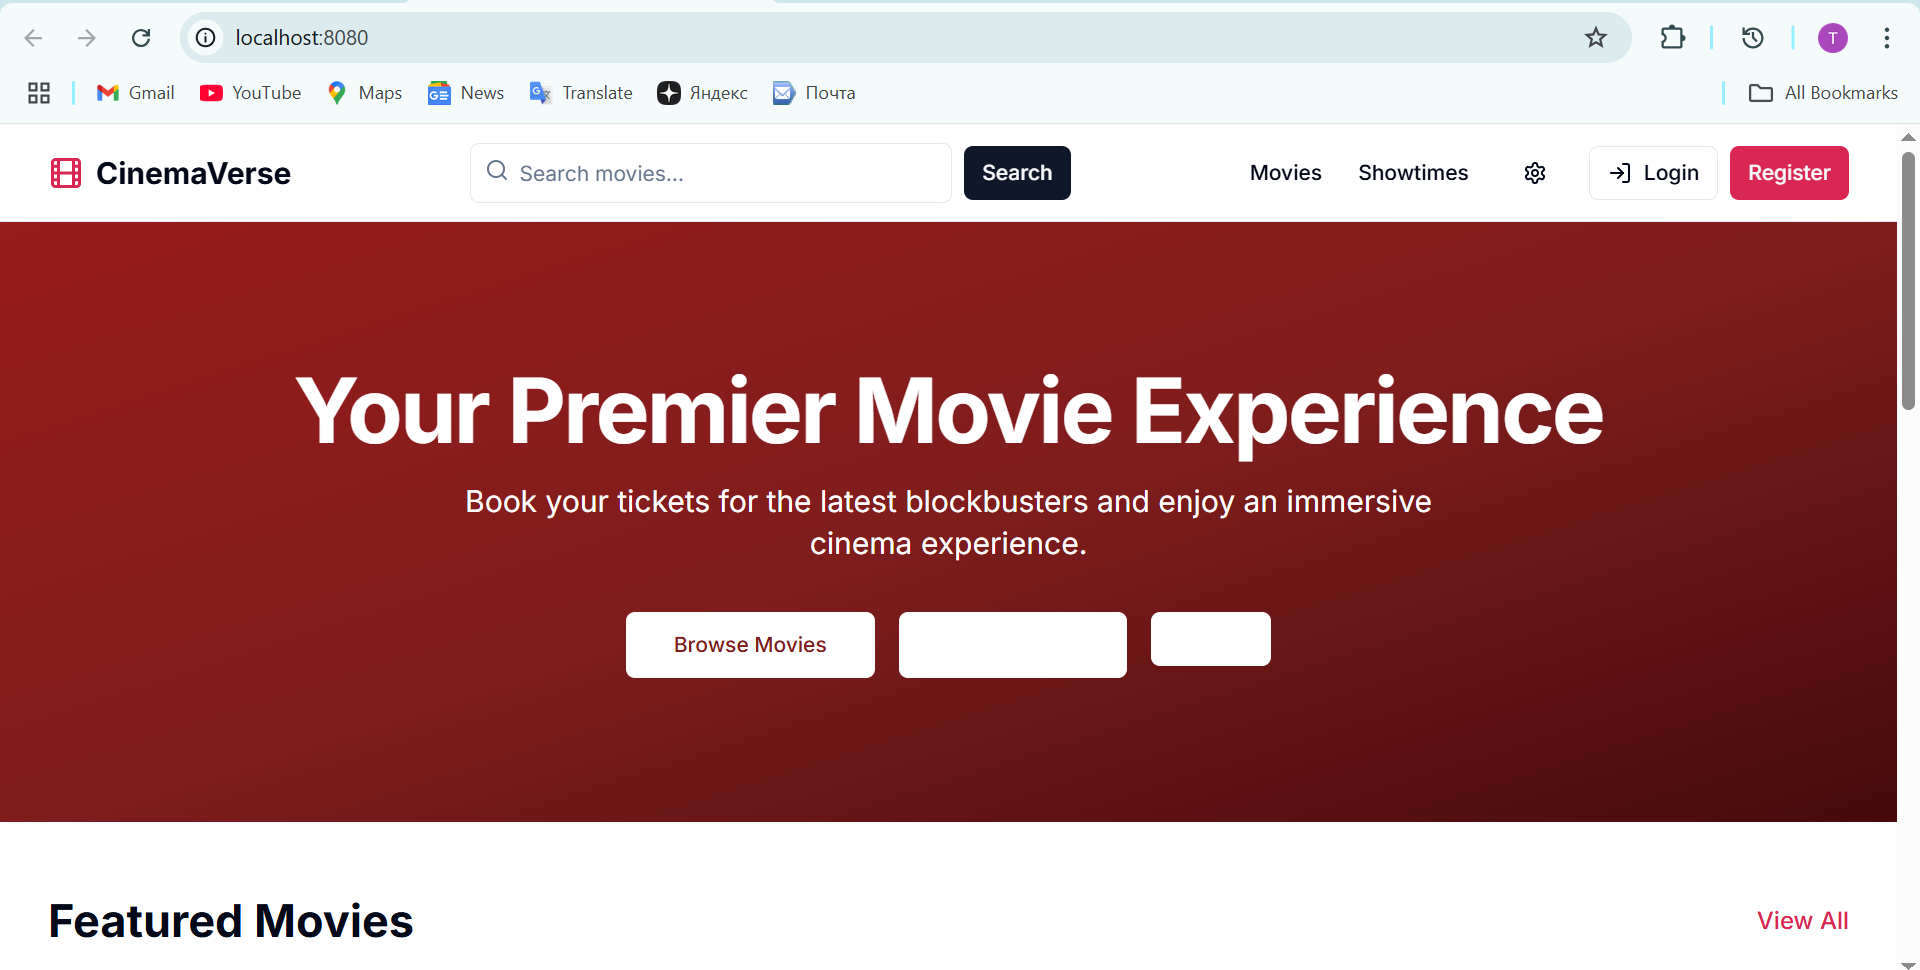 localhost:8080
T
Gmail
YouTube
Maps
News
Translate
Яндекс
Почта
All Bookmarks
CinemaVerse
Search movies...
Search
Movies
Showtimes
Login
Register
Your Premier Movie Experience
Book your tickets for the latest blockbusters and enjoy an immersive
cinema experience.
Browse Movies
Featured Movies
View All